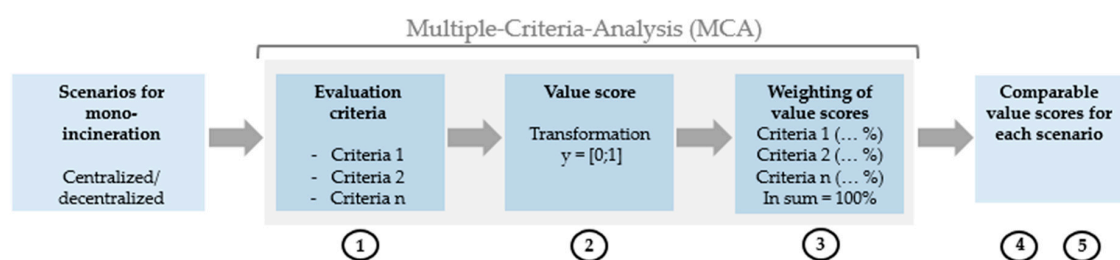 Multiple-Criteria-Analysis (MCA)
Scenarios for
mono-
incineration
Centralized/
decentralized
Evaluation
criteria
- Criteria 1
- Criteria 2
- Criteria n
Value score
Transformation
y = [0;1]
Weighting of
value scores
Criteria 1 (... %)
Criteria 2 (... %)
Criteria n (... %)
In sum = 100%
Comparable
value scores for
each scenario
1
2
3
4
5